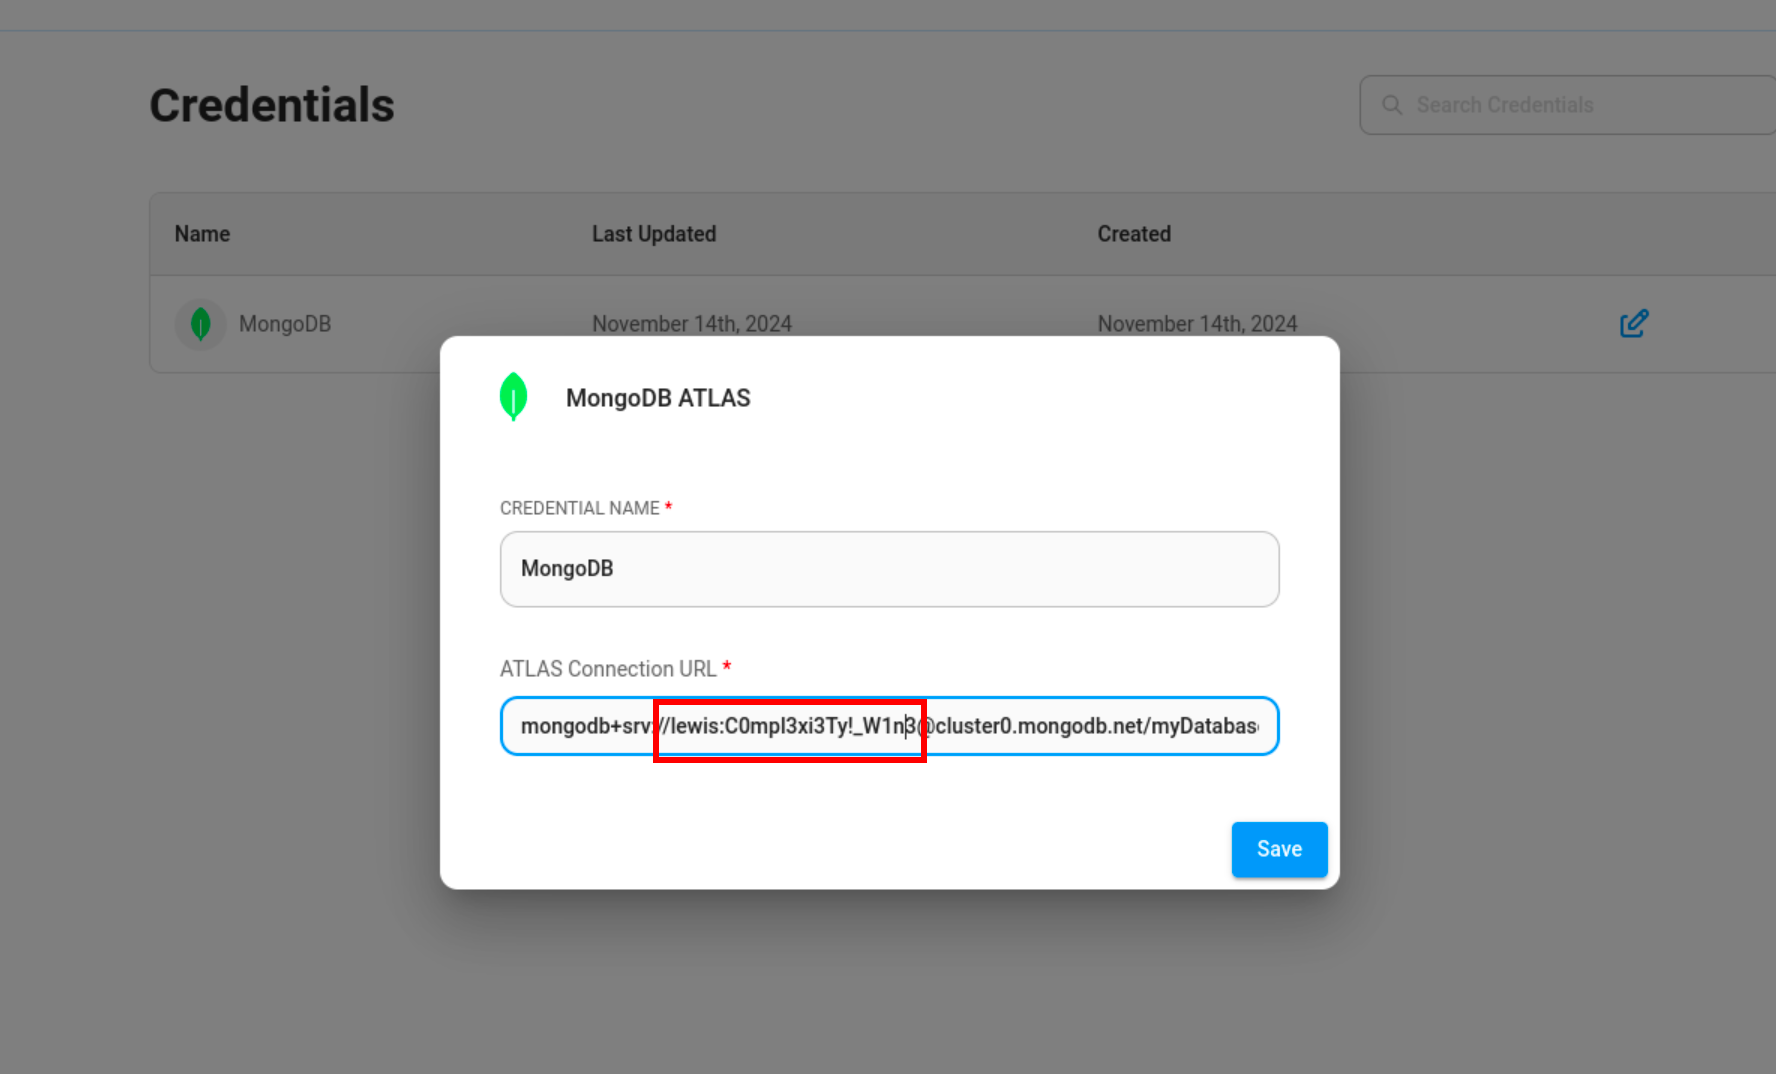 Credentials
Search Credentials
Name Last Updated Created
MongoDB November 14th, 2024 November 14th, 2024
MongoDB ATLAS
CREDENTIAL NAME *
MongoDB
ATLAS Connection URL *
mongodb+srv://lewis:C0mpl3xi3Ty!_W1n3@cluster0.mongodb.net/myDatabas
Save